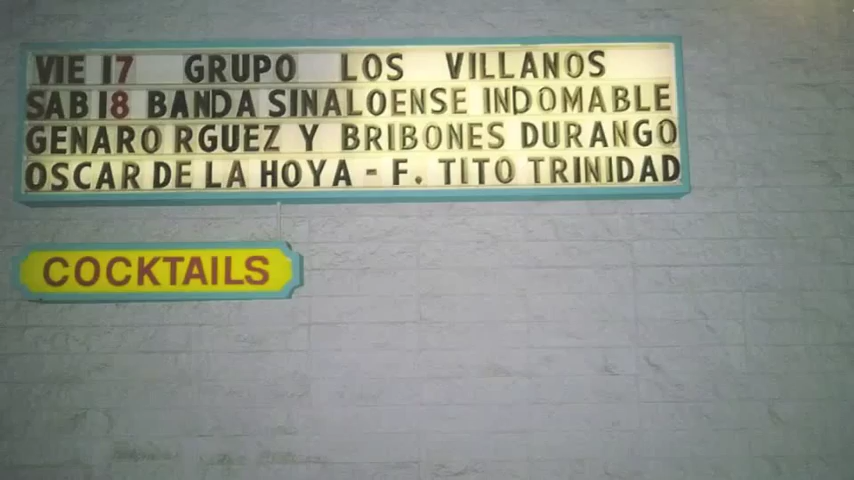 VIE 17 GRUPO LOS VILLANOS
SAB 18 BANDA SINALOENSE INDOMABLE
GENARO RGUEZ Y BRIBONES DURANGO
OSCAR DE LA HOYA - F. TITO TRINIDAD
COCKTAILS